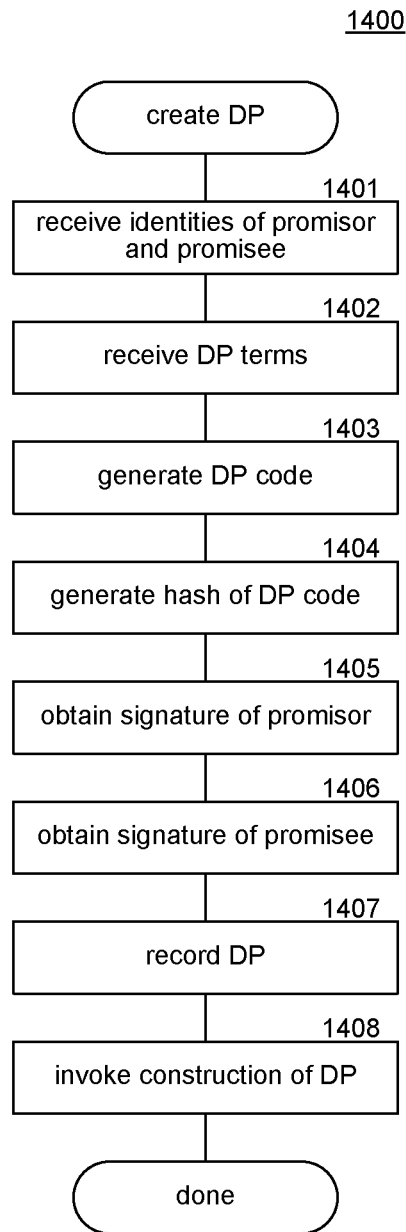 1400
create DP
1401
receive identities of promisor
and promisee
1402
receive DP terms
1403
generate DP code
1404
generate hash of DP code
1405
obtain signature of promisor
1406
obtain signature of promisee
1407
record DP
1408
invoke construction of DP
done